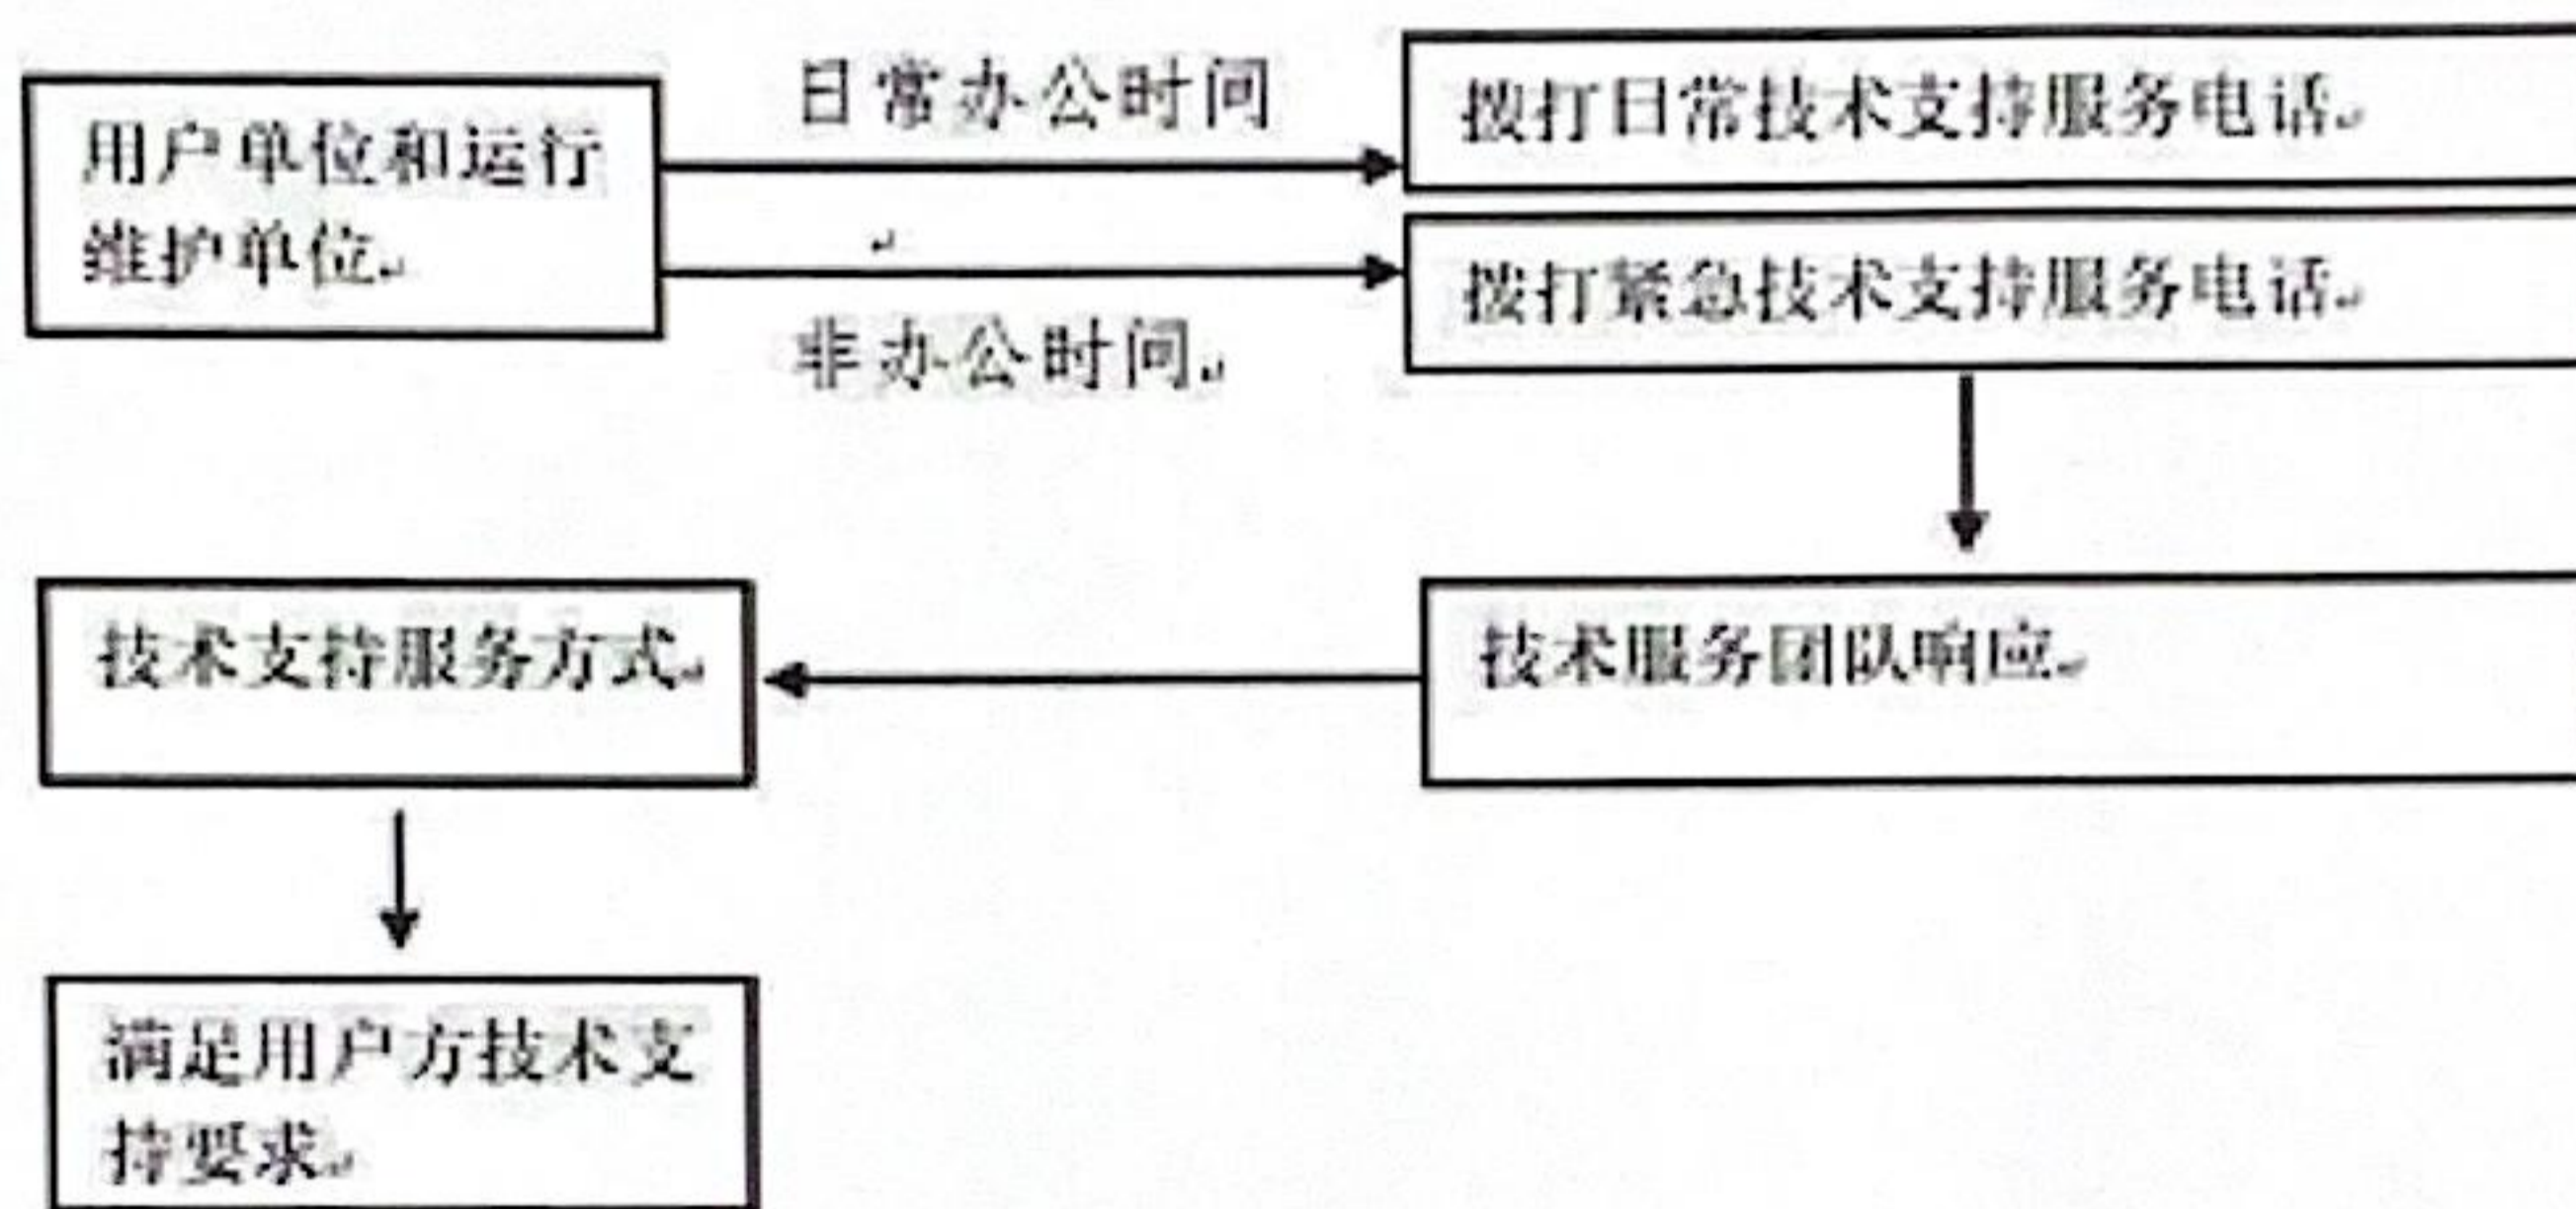 日常办公时间
拨打日常技术支持服务电话
用户单位和运行
维护单位
拨打紧急技术支持服务电话
非办公时间
技术支持服务方式
技术服务团队响应
满足用户方技术支
持要求